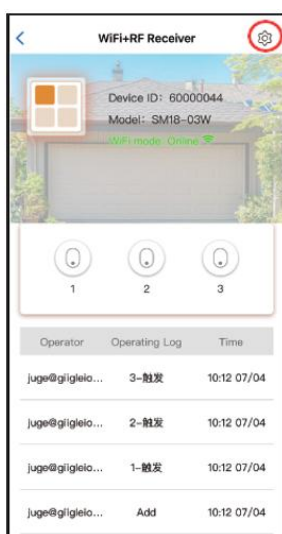 WiFi+RF Receiver
Device ID: 60000044
Model: SM18-03W
WiFi mode: Online
1 2 3
Operator Operating Log Time
juge@giigleio... 3-触发 10:12 07/04
juge@giigleio... 2-触发 10:12 07/04
juge@giigleio... 1-触发 10:12 07/04
juge@giigleio... Add 10:12 07/04